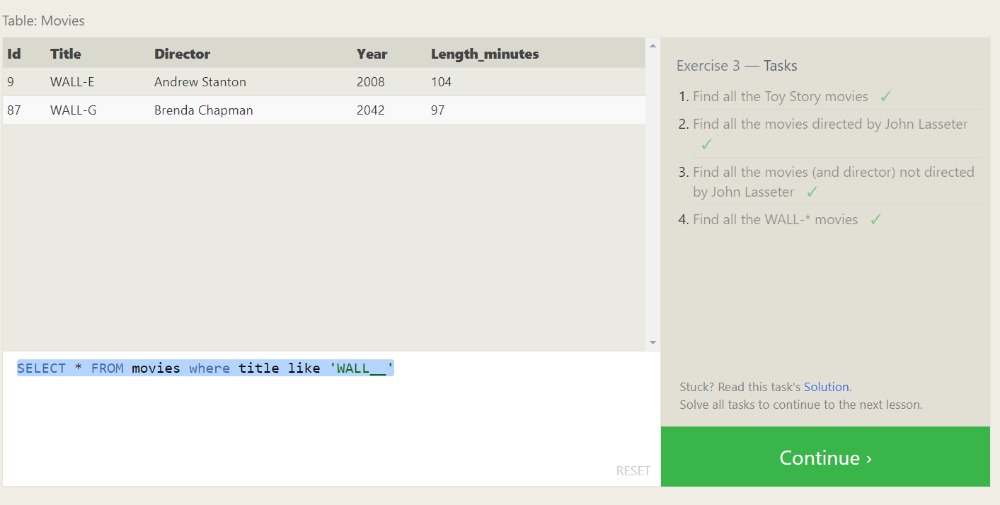 Table: Movies
Id Title Director Year Length_minutes
9 WALL-E Andrew Stanton 2008 104
87 WALL-G Brenda Chapman 2042 97
SELECT * FROM movies where title like 'WALL__'
RESET
Exercise 3 — Tasks
1. Find all the Toy Story movies ✓
2. Find all the movies directed by John Lasseter
✓
3. Find all the movies (and director) not directed
by John Lasseter ✓
4. Find all the WALL-* movies ✓
Stuck? Read this task's Solution.
Solve all tasks to continue to the next lesson.
Continue ›